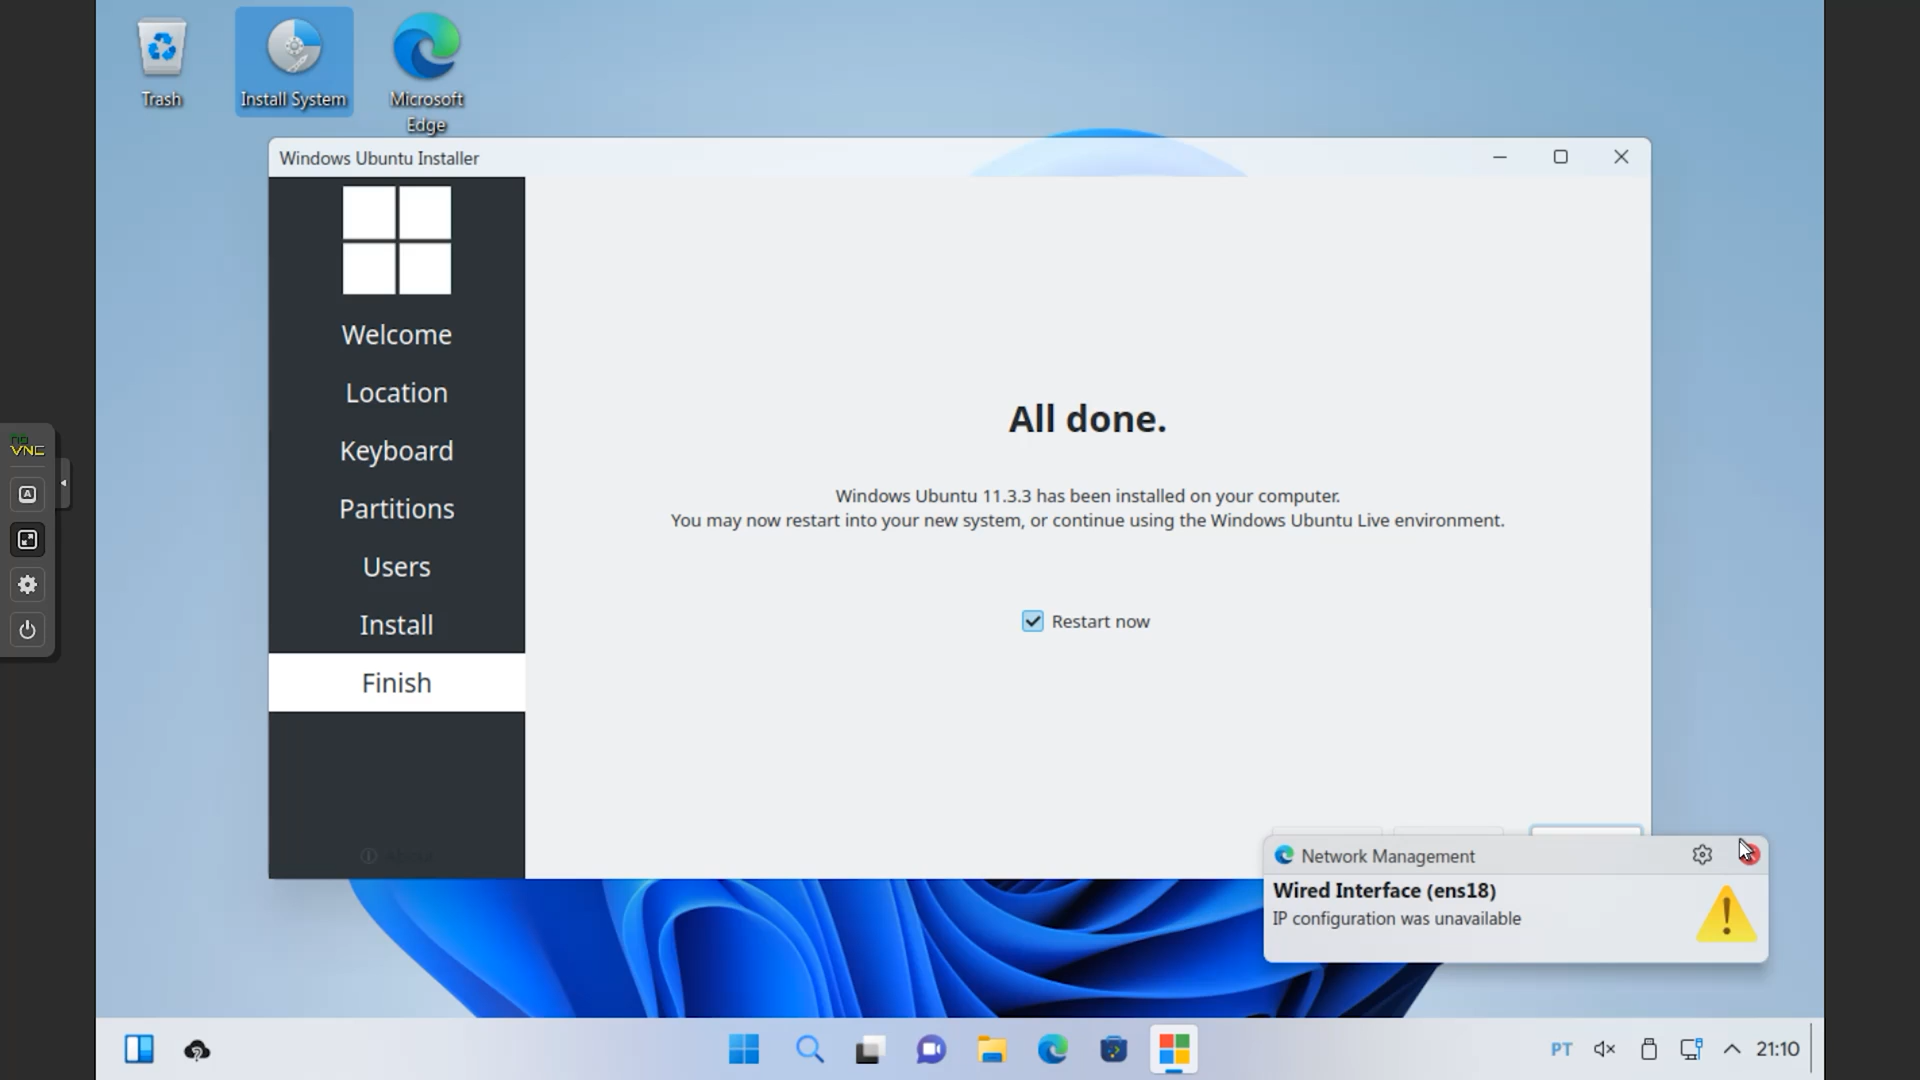 Trash
Install System
Microsoft
Edge
Windows Ubuntu Installer
Welcome
Location
Keyboard
Partitions
Users
Install
Finish
All done.
Windows Ubuntu 11.3.3 has been installed on your computer.
You may now restart into your new system, or continue using the Windows Ubuntu Live environment.
Restart now
About
no
VNC
A
Network Management
Wired Interface (ens18)
IP configuration was unavailable
PT
21:10